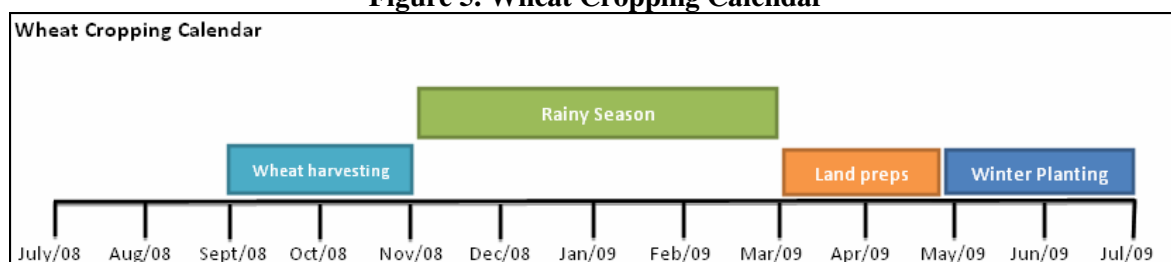 Figure 5. Wheat Cropping Calendar
Wheat Cropping Calendar
Rainy Season
Wheat harvesting
Land preps
Winter Planting
July/08 Aug/08 Sept/08 Oct/08 Nov/08 Dec/08 Jan/09 Feb/09 Mar/09 Apr/09 May/09 Jun/09 Jul/09